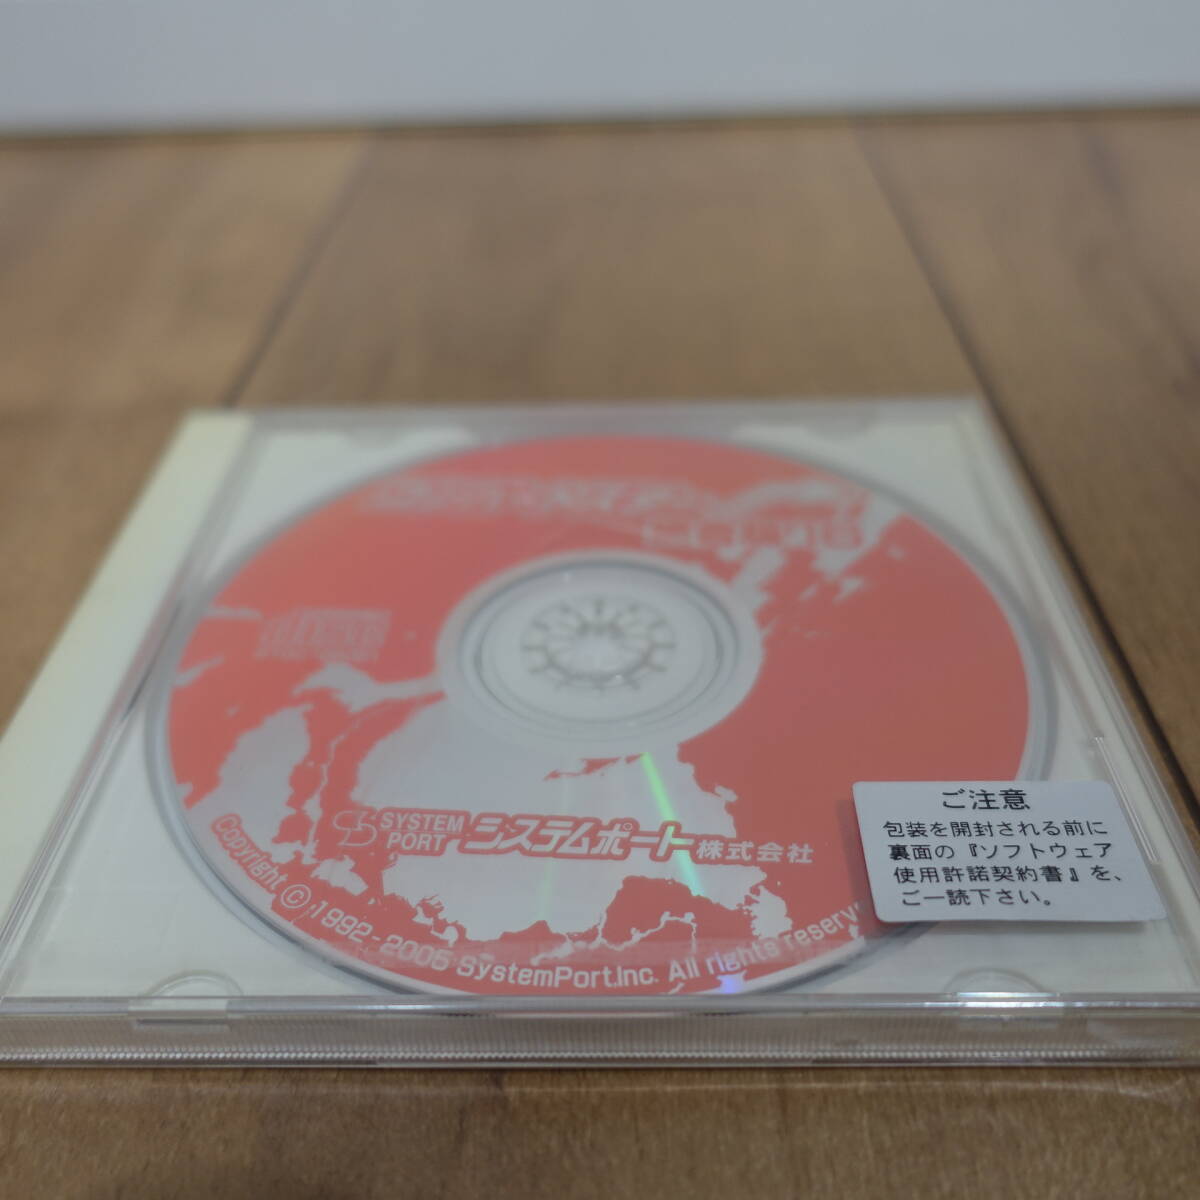 SYSTEM
PORT
システムポート株式会社
Copyright © 1992-2005 SystemPort.Inc. All rights
ご注意
包装を開封される前に
裏面の『ソフトウェア
使用許諾契約書』を、
ご一読下さい。